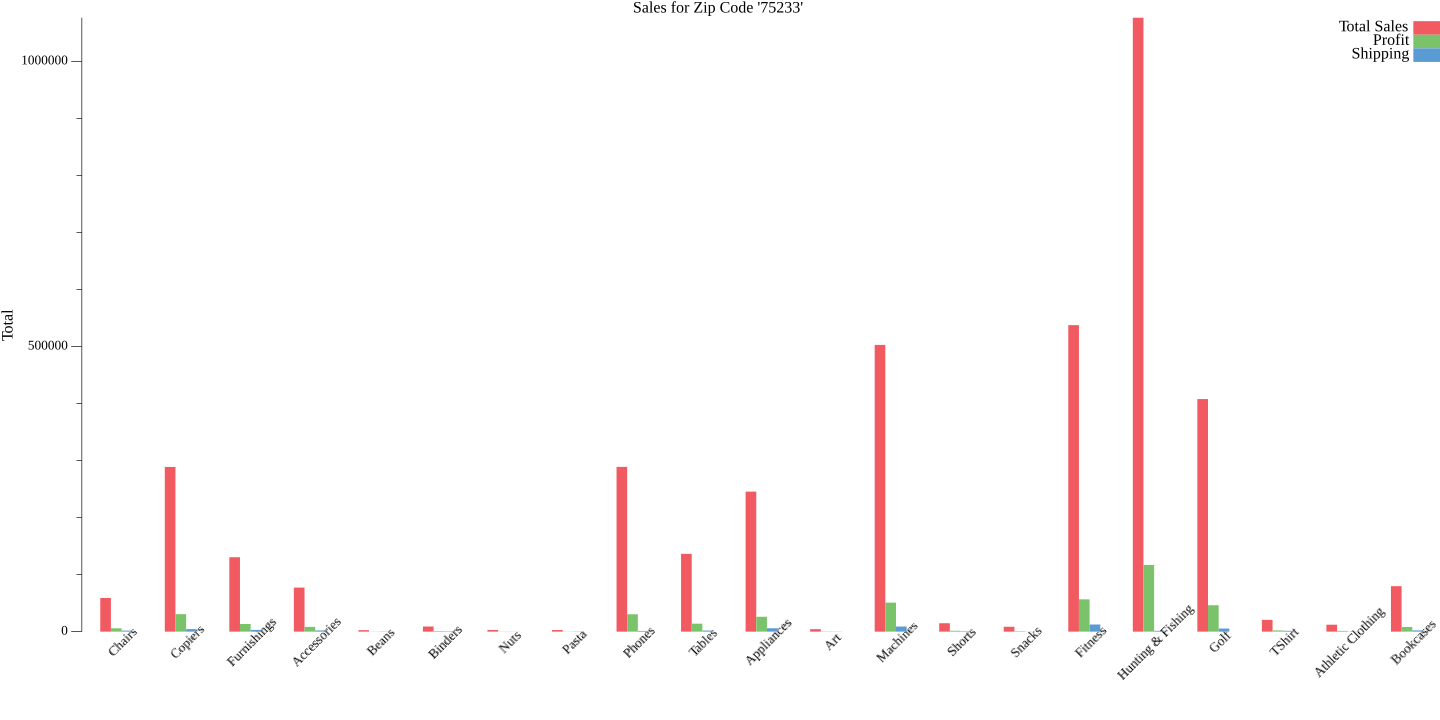 Sales for Zip Code '75233'
Total Sales
Profit
Shipping
Total
1000000
500000
0
Chairs
Copiers
Furnishings
Accessories
Beans
Binders
Nuts
Pasta
Phones
Tables
Appliances
Art
Machines
Shorts
Snacks
Fitness
Hunting & Fishing
Golf
TShirt
Athletic Clothing
Bookcases